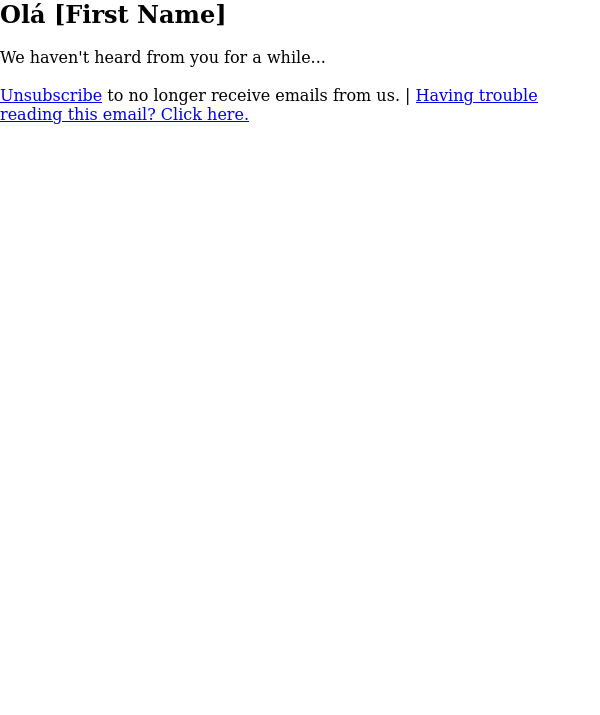 Olá [First Name]
We haven't heard from you for a while...
Unsubscribe to no longer receive emails from us. | Having trouble
reading this email? Click here.